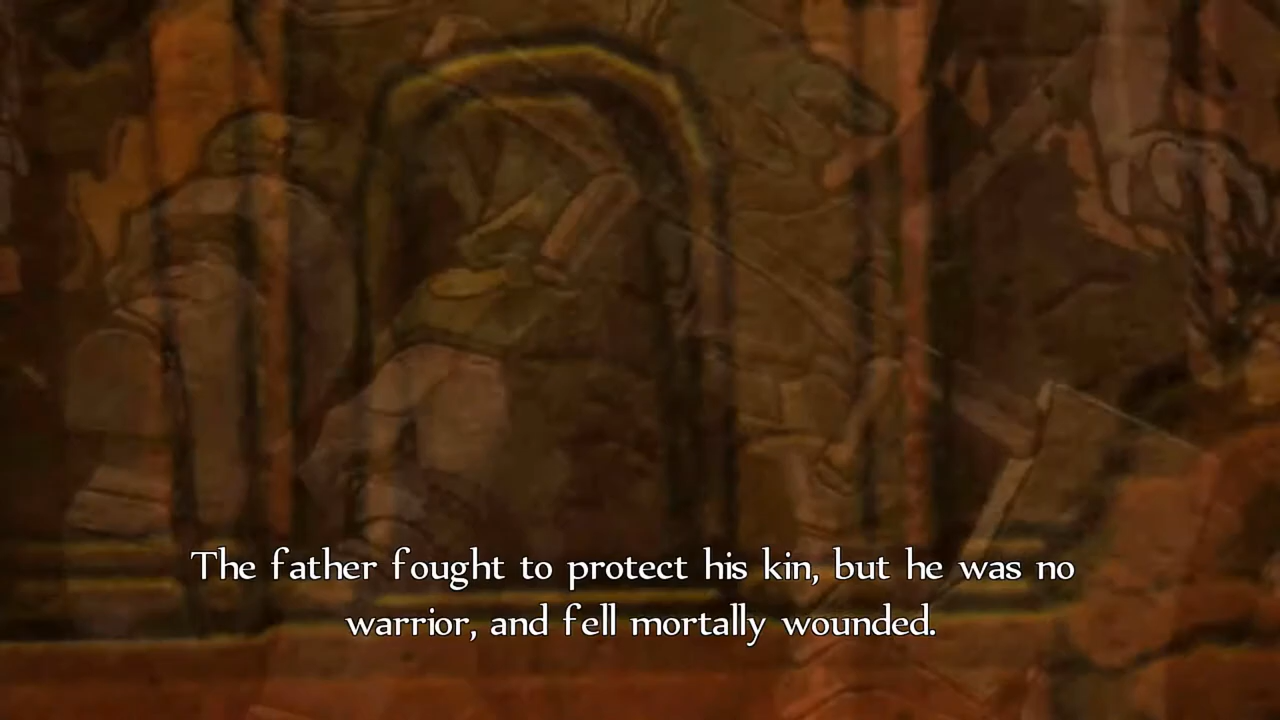 The father fought to protect his kin, but he was no
warrior, and fell mortally wounded.